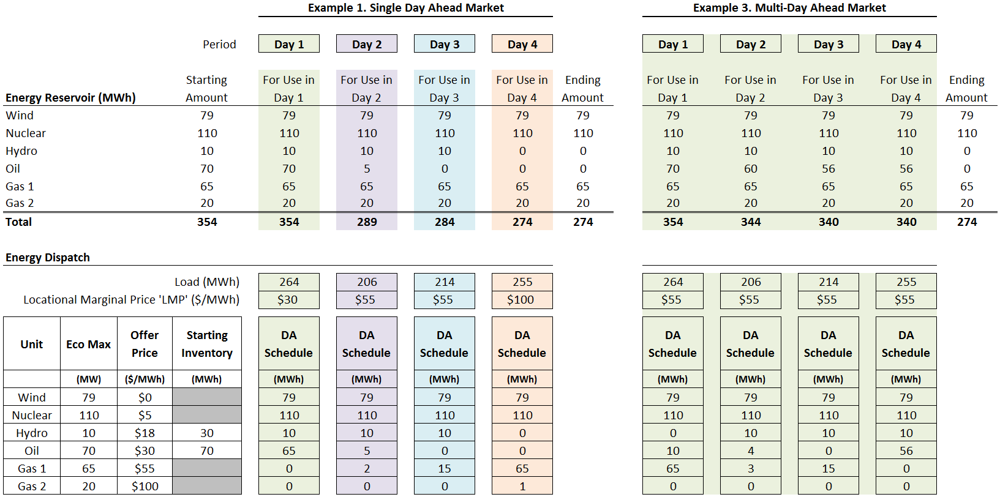 Example 1. Single Day Ahead Market Example 3. Multi-Day Ahead Market
Period Day 1 Day 2 Day 3 Day 4 Day 1 Day 2 Day 3 Day 4
Starting For Use in For Use in For Use in For Use in Ending For Use in For Use in For Use in For Use in Ending
Energy Reservoir (MWh) Amount Day 1 Day 2 Day 3 Day 4 Amount Day 1 Day 2 Day 3 Day 4 Amount
Wind 79 79 79 79 79 79 79 79 79 79 79
Nuclear 110 110 110 110 110 110 110 110 110 110 110
Hydro 10 10 10 10 0 0 10 10 10 10 0
Oil 70 70 5 0 0 0 70 60 56 56 0
Gas 1 65 65 65 65 65 65 65 65 65 65 65
Gas 2 20 20 20 20 20 20 20 20 20 20 20
Total 354 354 289 284 274 274 354 344 340 340 274
Energy Dispatch
Load (MWh) 264 206 214 255 264 206 214 255
Locational Marginal Price 'LMP' ($/MWh) $30 $55 $55 $100 $55 $55 $55 $55
Unit Eco Max Offer Price Starting Inventory DA Schedule DA Schedule DA Schedule DA Schedule DA Schedule DA Schedule DA Schedule DA Schedule
(MW) ($/MWh) (MWh) (MWh) (MWh) (MWh) (MWh) (MWh) (MWh) (MWh) (MWh)
Wind 79 $0 79 79 79 79 79 79 79 79
Nuclear 110 $5 110 110 110 110 110 110 110 110
Hydro 10 $18 30 10 10 10 0 0 10 10 10
Oil 70 $30 70 65 5 0 0 10 4 0 56
Gas 1 65 $55 0 2 15 65 65 3 15 0
Gas 2 20 $100 0 0 0 1 0 0 0 0